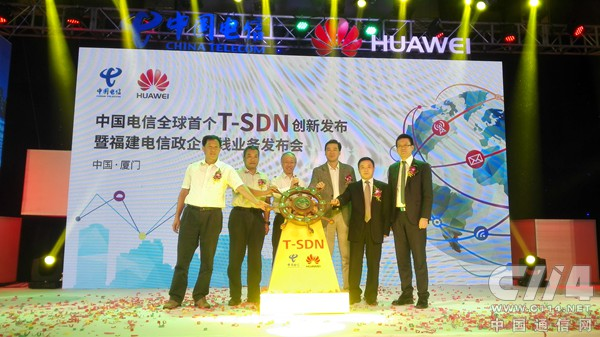 中国电信
CHINA TELECOM
HUAWEI
中国电信
HUAWEI
中国电信全球首个T-SDN创新发布
暨福建电信政企 线业务发布会
中国·厦门
T-SDN
中国电信
HUAWEI
C114
WWW.C114.NET
中国通信网